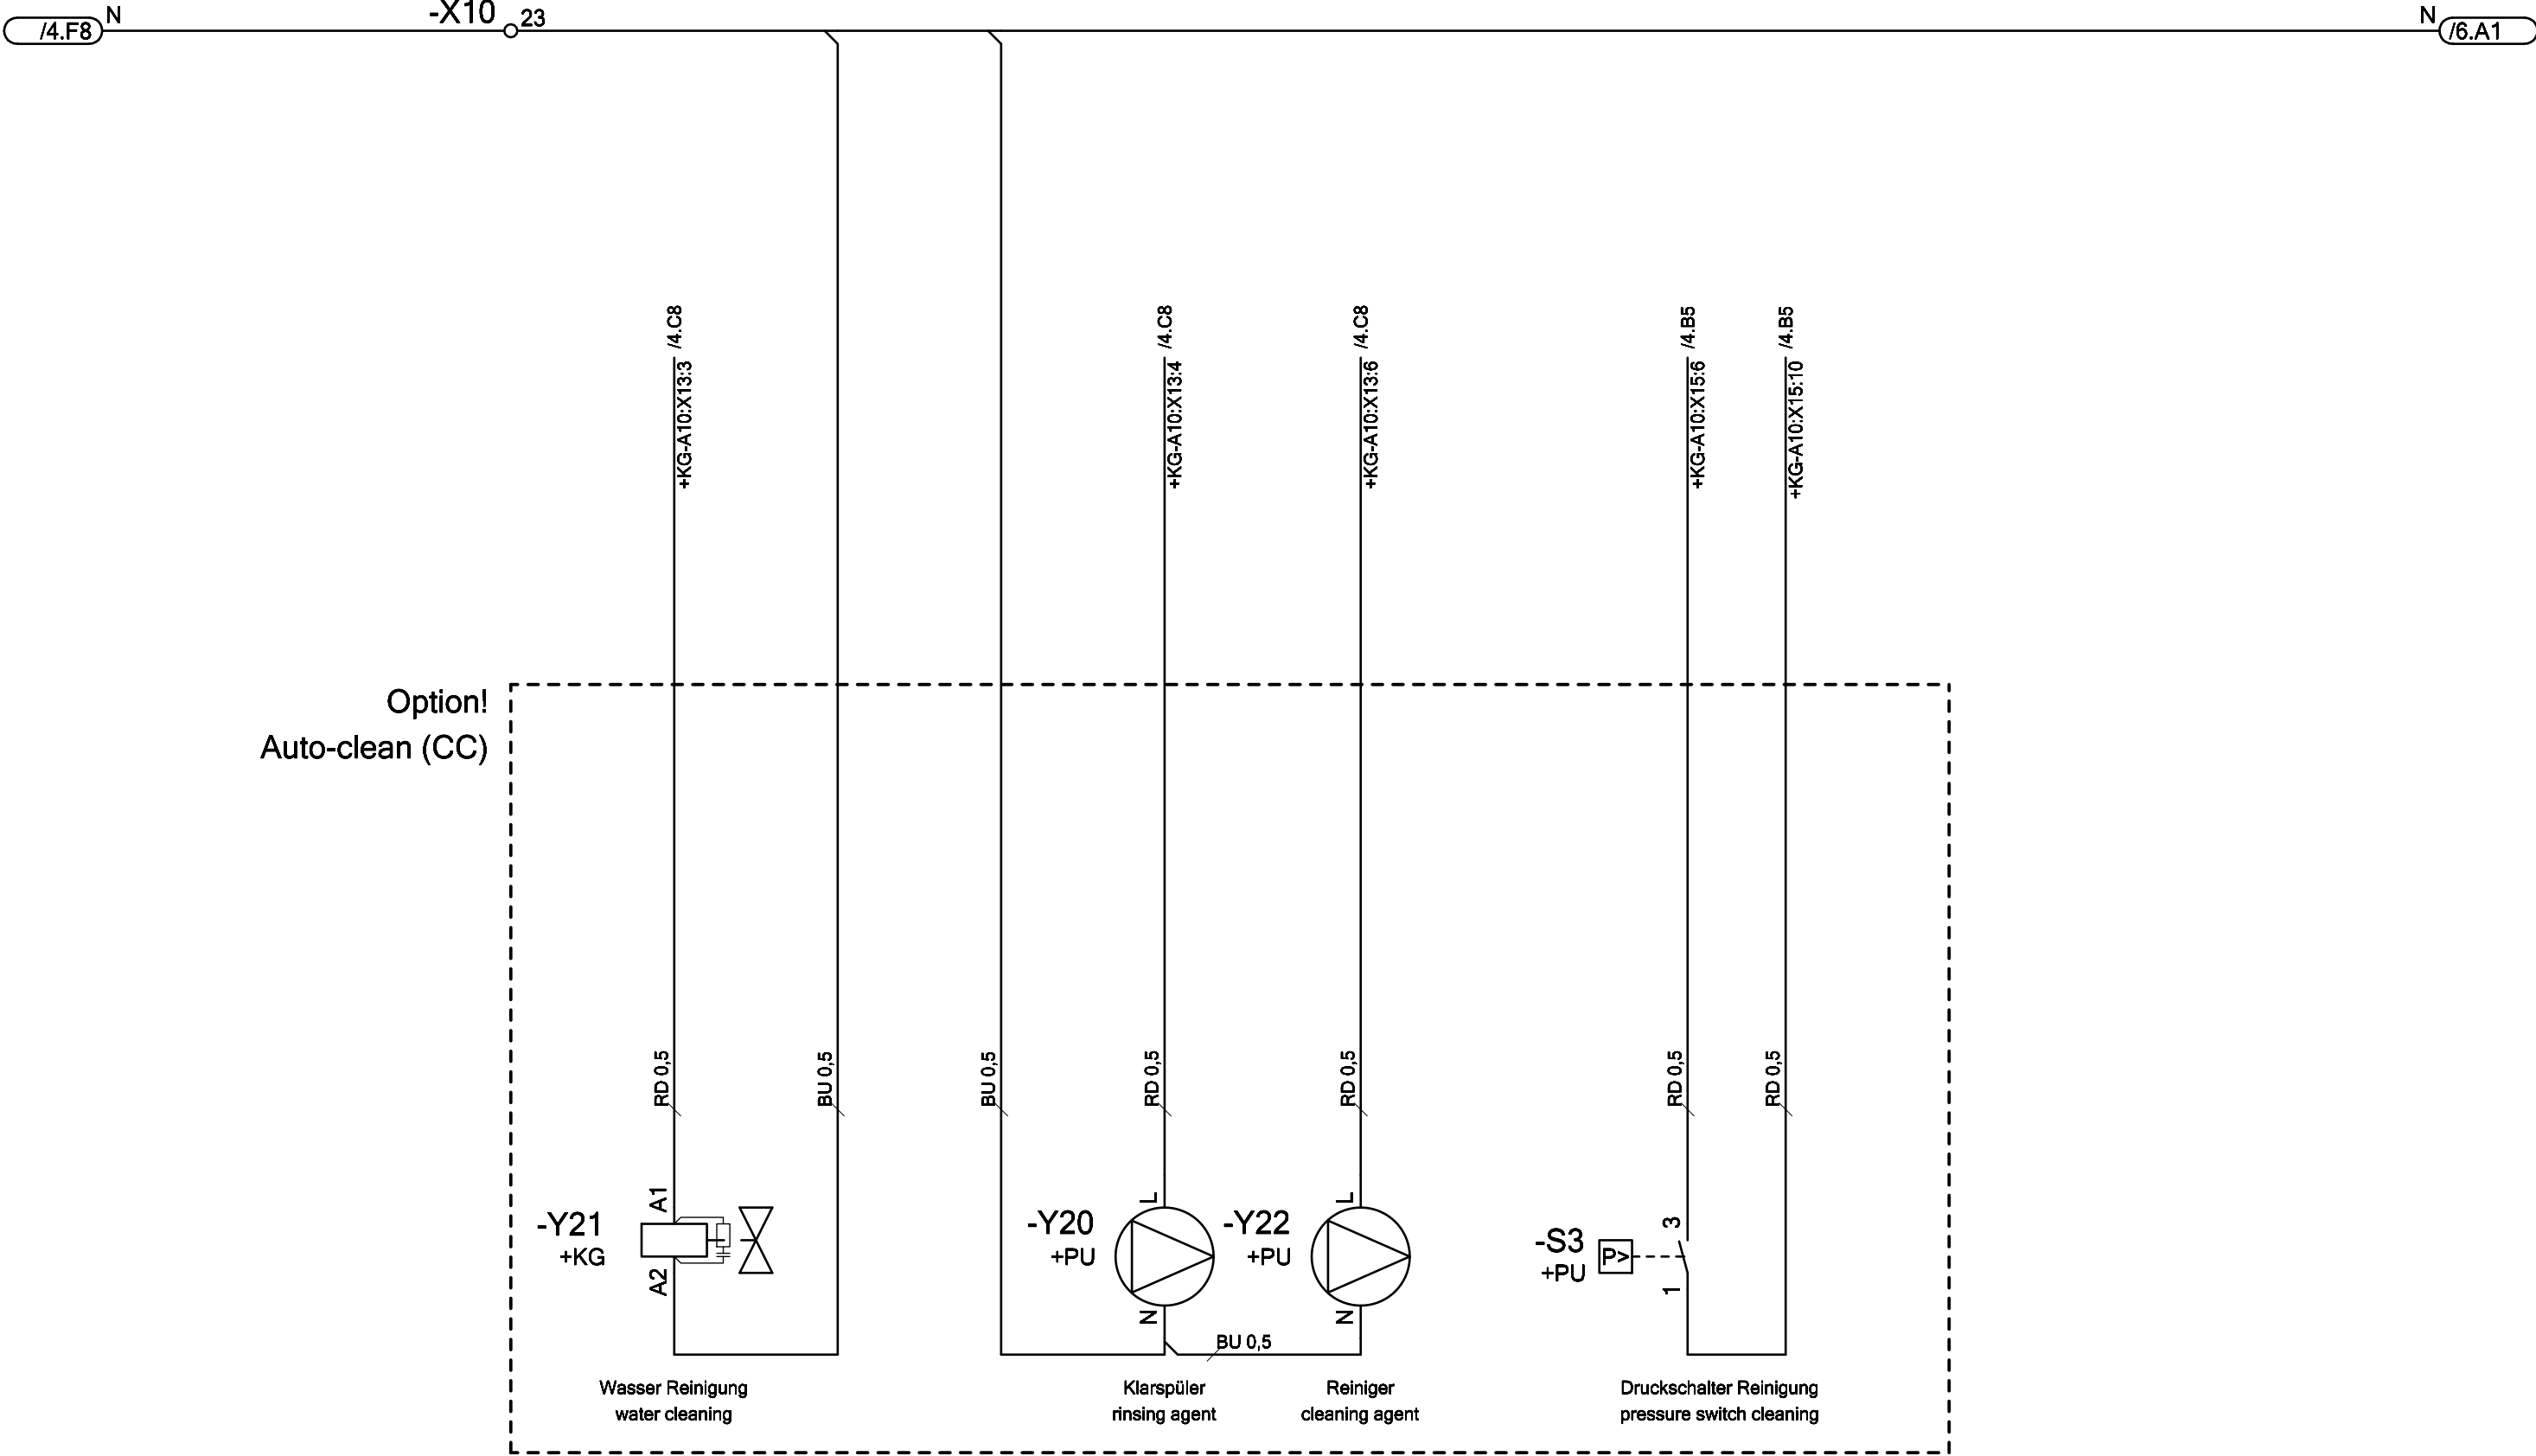 /4.F8
N
-X10
23
N
/6.A1
/4.C8
+KG-A10:X13:3
/4.C8
+KG-A10:X13:4
/4.C8
+KG-A10:X13:6
/4.B5
+KG-A10:X15:6
/4.B5
+KG-A10:X15:10
Option!
Auto-clean (CC)
RD 0,5
BU 0,5
BU 0,5
RD 0,5
RD 0,5
RD 0,5
RD 0,5
-Y21
+KG
A1
A2
-Y20
+PU
L
N
-Y22
+PU
L
N
BU 0,5
-S3
+PU
P>
3
1
Wasser Reinigung
water cleaning
Klarspüler
rinsing agent
Reiniger
cleaning agent
Druckschalter Reinigung
pressure switch cleaning